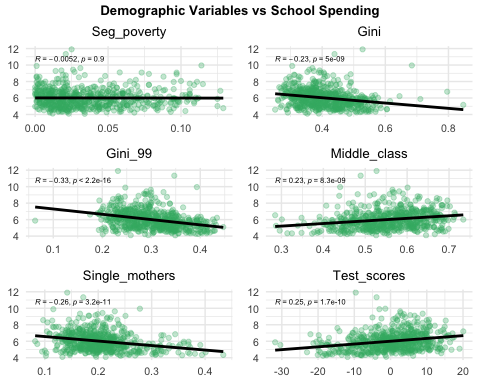 Demographic Variables vs School Spending
Seg_poverty
12
10
8
6
4
R = −0.0052, p = 0.9
0.00 0.05 0.10
Gini
12
10
8
6
4
R = −0.23, p = 5e-09
0.4 0.6 0.8
Gini_99
12
10
8
6
4
R = −0.33, p < 2.2e-16
0.1 0.2 0.3 0.4
Middle_class
12
10
8
6
4
R = 0.23, p = 8.3e-09
0.3 0.4 0.5 0.6 0.7
Single_mothers
12
10
8
6
4
R = −0.26, p = 3.2e-11
0.1 0.2 0.3 0.4
Test_scores
12
10
8
6
4
R = 0.25, p = 1.7e-10
-30 -20 -10 0 10 20